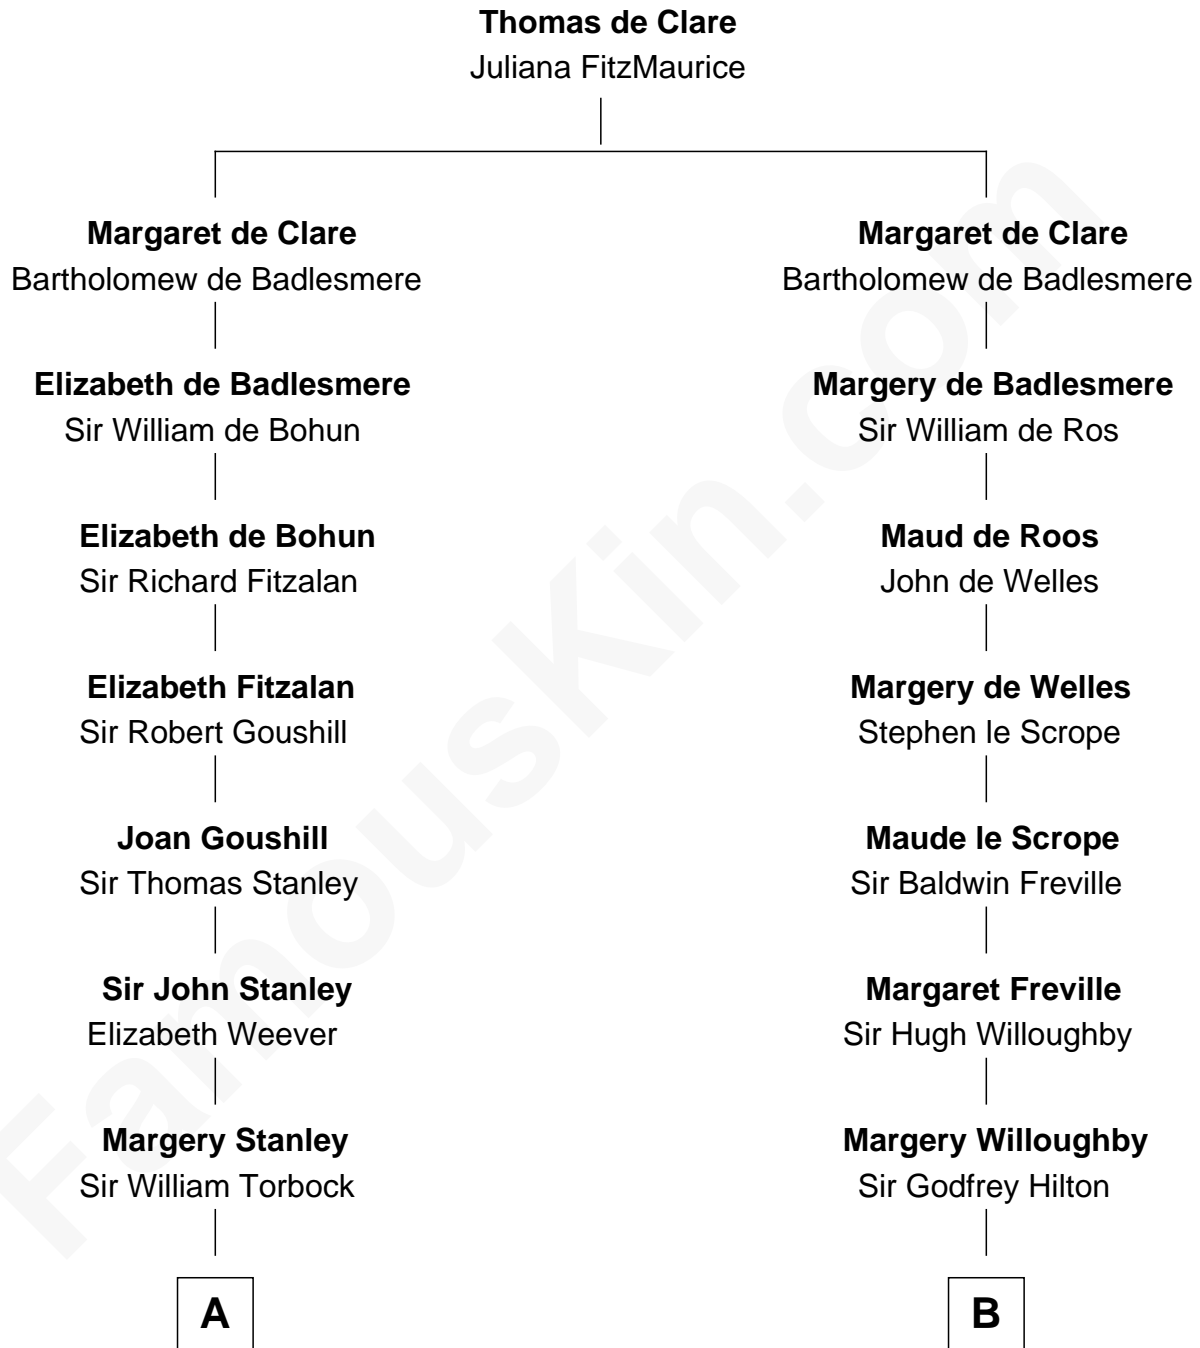 Thomas de Clare
Juliana FitzMaurice
Margaret de Clare
Bartholomew de Badlesmere
Margaret de Clare
Bartholomew de Badlesmere
Elizabeth de Badlesmere
Sir William de Bohun
Margery de Badlesmere
Sir William de Ros
Elizabeth de Bohun
Sir Richard Fitzalan
Maud de Roos
John de Welles
Elizabeth Fitzalan
Sir Robert Goushill
Margery de Welles
Stephen le Scrope
Joan Goushill
Sir Thomas Stanley
Maude le Scrope
Sir Baldwin Freville
Sir John Stanley
Elizabeth Weever
Margaret Freville
Sir Hugh Willoughby
Margery Stanley
Sir William Torbock
Margery Willoughby
Sir Godfrey Hilton
A
B
FamousKin.com